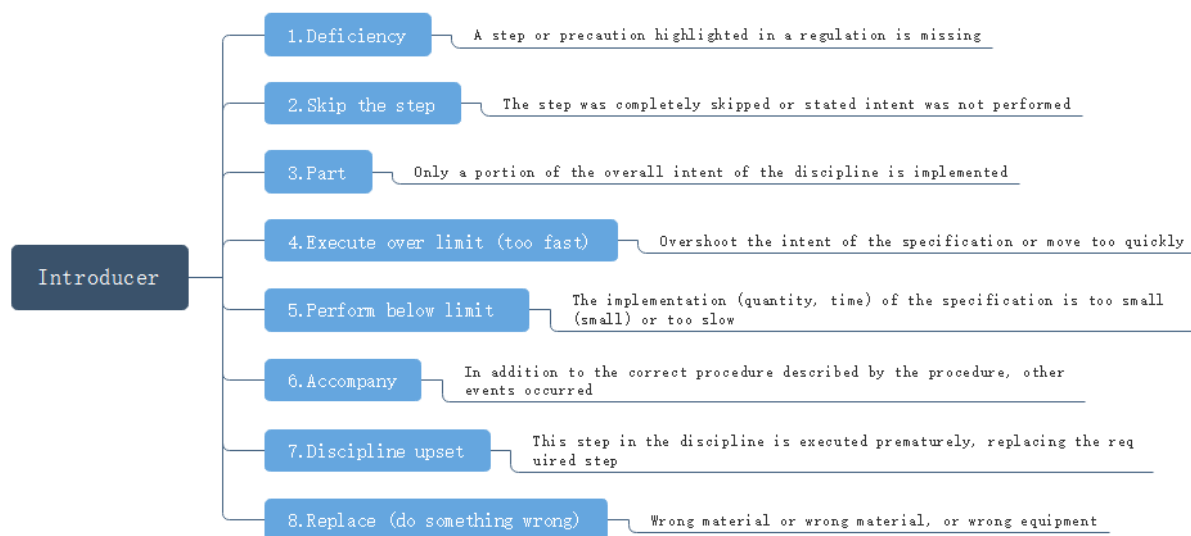 1.Deficiency
A step or precaution highlighted in a regulation is missing
2.Skip the step
The step was completely skipped or stated intent was not performed
3.Part
Only a portion of the overall intent of the discipline is implemented
4.Execute over limit (too fast)
Overshoot the intent of the specification or move too quickly
Introducer
5.Perform below limit
The implementation (quantity, time) of the specification is too small
(small) or too slow
6.Accompany
In addition to the correct procedure described by the procedure, other
events occurred
7.Discipline upset
This step in the discipline is executed prematurely, replacing the req
uired step
8.Replace (do something wrong)
Wrong material or wrong material, or wrong equipment